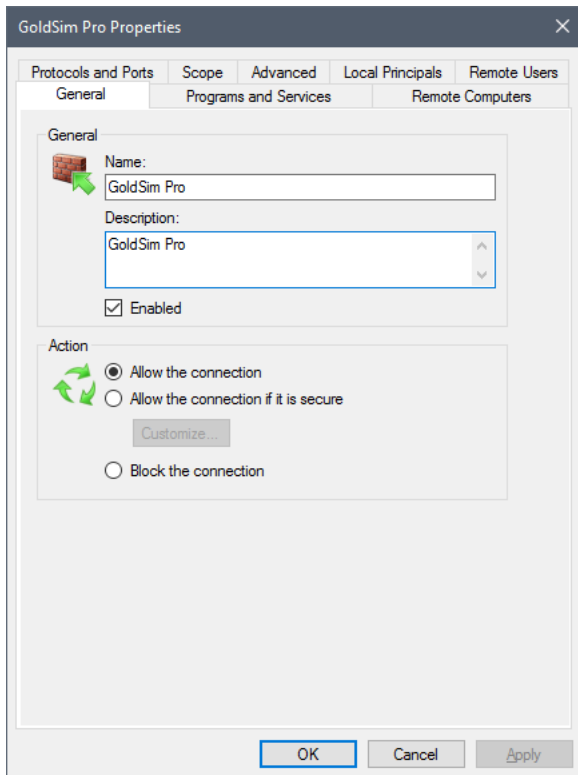 GoldSim Pro Properties
Protocols and Ports Scope Advanced Local Principals Remote Users
General Programs and Services Remote Computers
General
Name:
GoldSim Pro
Description:
GoldSim Pro
Enabled
Action
Allow the connection
Allow the connection if it is secure
Customize...
Block the connection
OK Cancel Apply